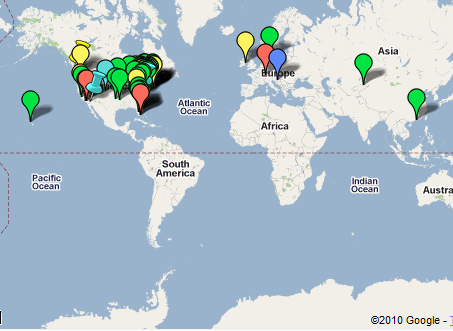 Asia
Europe
Atlantic
Ocean
Africa
South
America
Pacific
Ocean
Indian
Ocean
Austra
©2010 Google -